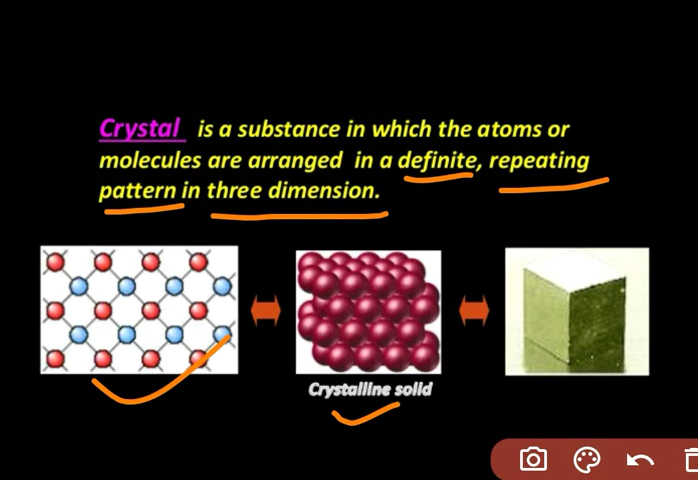 Crystal is a substance in which the atoms or
molecules are arranged in a definite, repeating
pattern in three dimension.
Crystalline solid